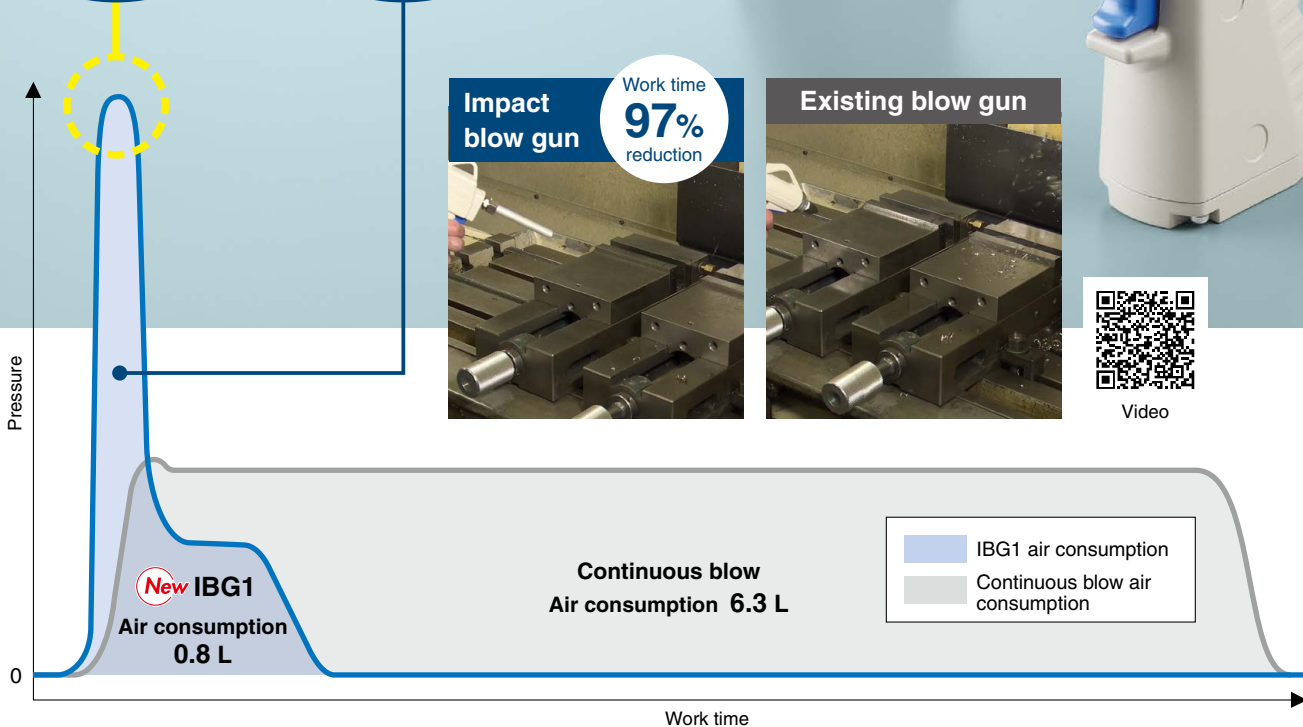 Impact
blow gun
Work time
97%
reduction
Existing blow gun
Video
Pressure
New IBG1
Air consumption
0.8 L
Continuous blow
Air consumption 6.3 L
IBG1 air consumption
Continuous blow air
consumption
0
Work time